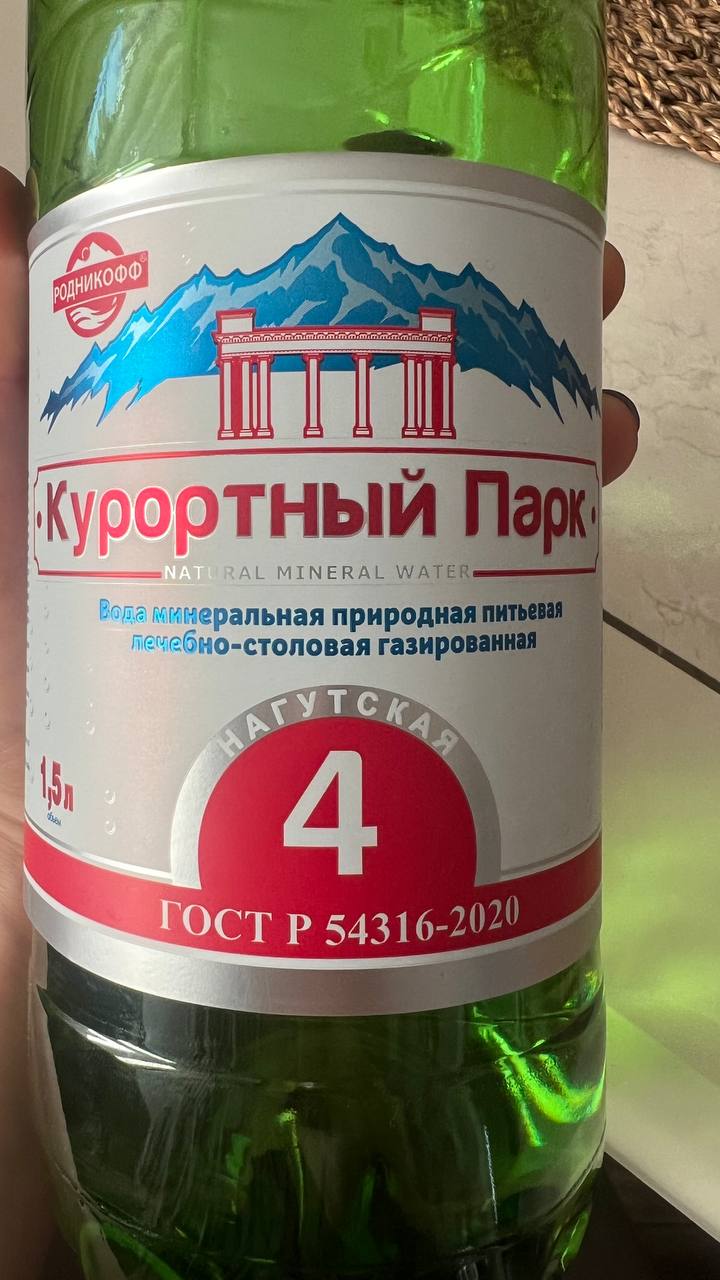 РОДНИКОФФ®
Курортный Парк
NATURAL MINERAL WATER
Вода минеральная природная питьевая
лечебно-столовая газированная
НАГУТСКАЯ
4
1,5л
объём
ГОСТ Р 54316-2020